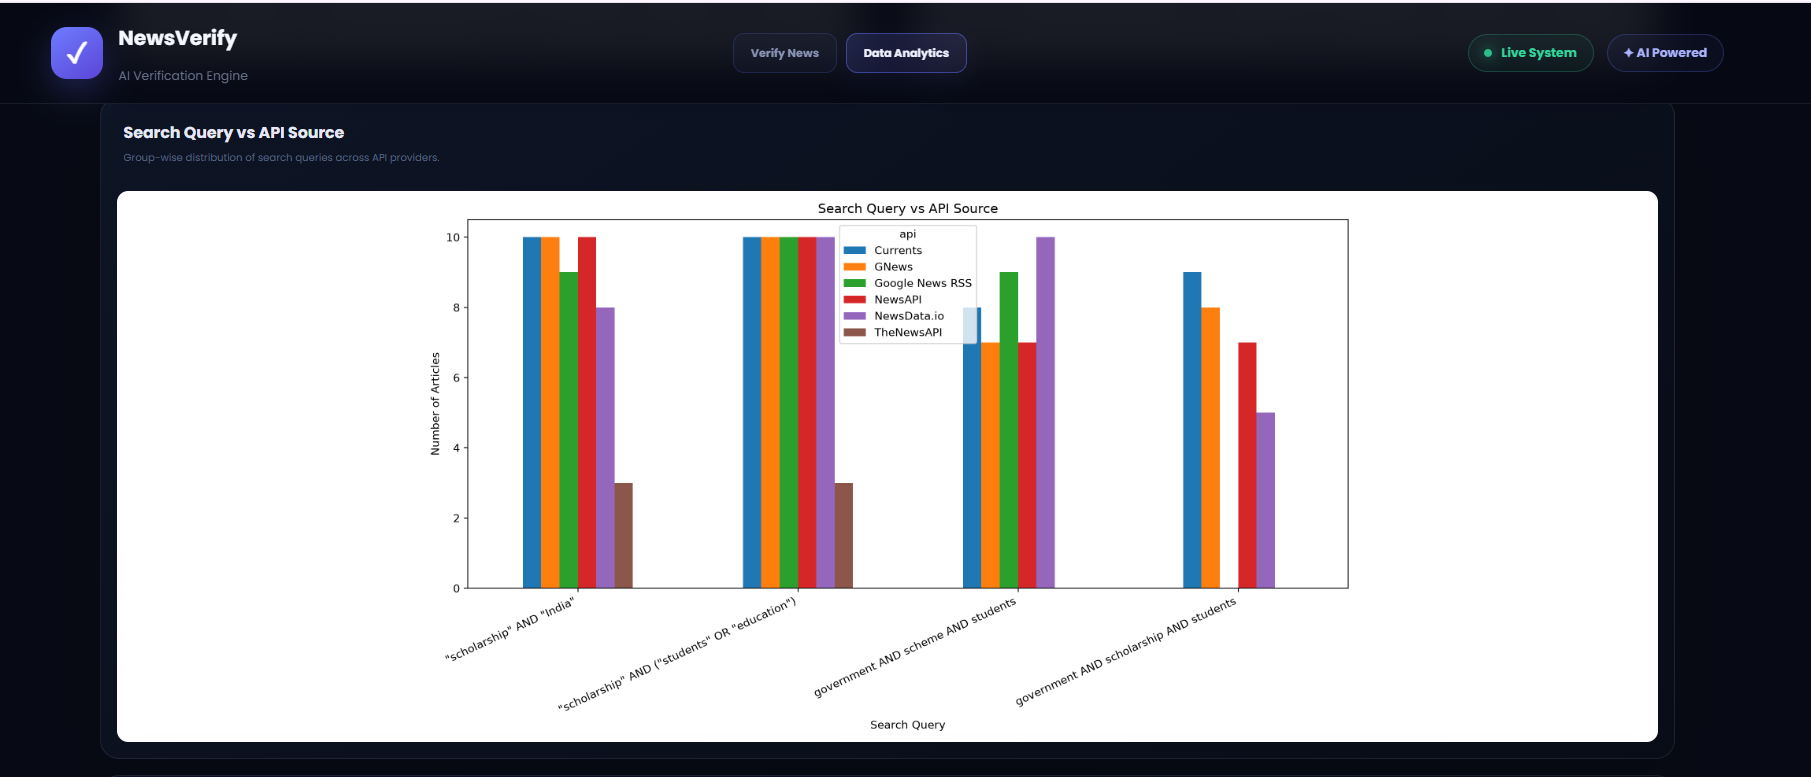 NewsVerify
AI Verification Engine
Verify News
Data Analytics
Live System
✦ AI Powered
Search Query vs API Source
Group-wise distribution of search queries across API providers.
Search Query vs API Source
api
Currents
GNews
Google News RSS
NewsAPI
NewsData.io
TheNewsAPI
Number of Articles
10
8
6
4
2
0
"scholarship" AND "India"
"scholarship" AND ("students" OR "education")
government AND scheme AND students
government AND scholarship AND students
Search Query